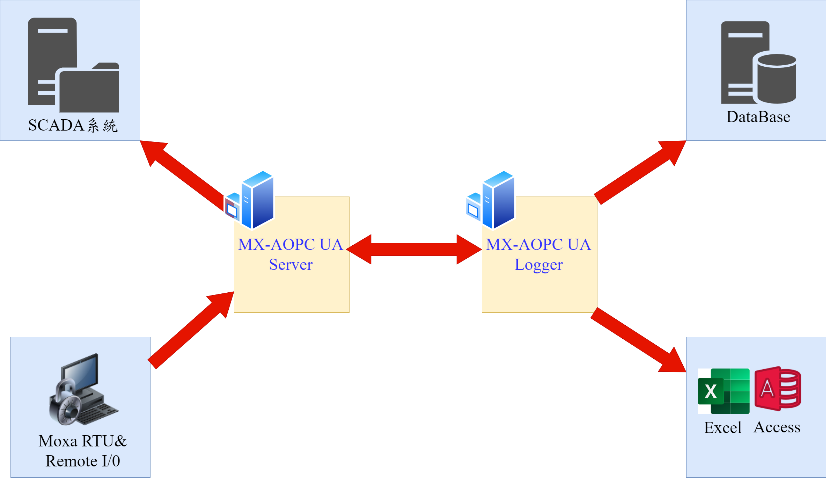 SCADA系統
DataBase
MX-AOPC UA
Server
MX-AOPC UA
Logger
Moxa RTU&
Remote I/0
X
Excel
A
Access